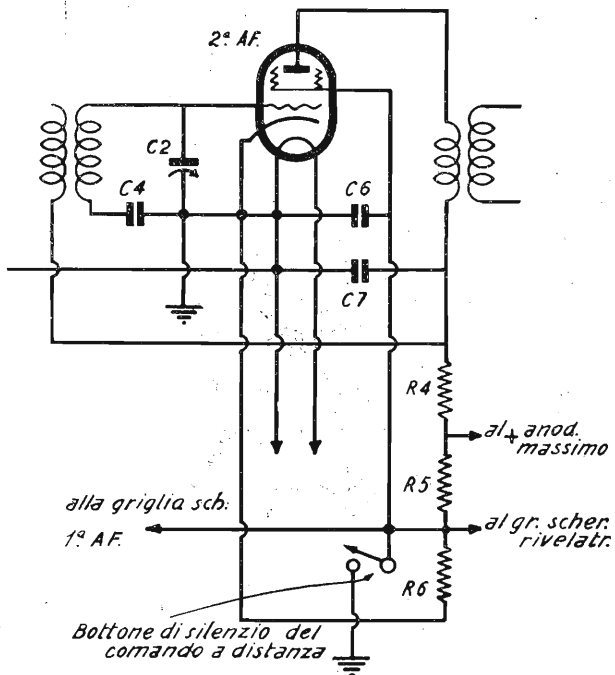 2ª AF.
C2
C4
C6
C7
R4
al + anod.
massimo
R5
alla griglia sch:
1ª AF.
al gr. scher.
rivelatr.
R6
Bottone di silenzio del
comando a distanza